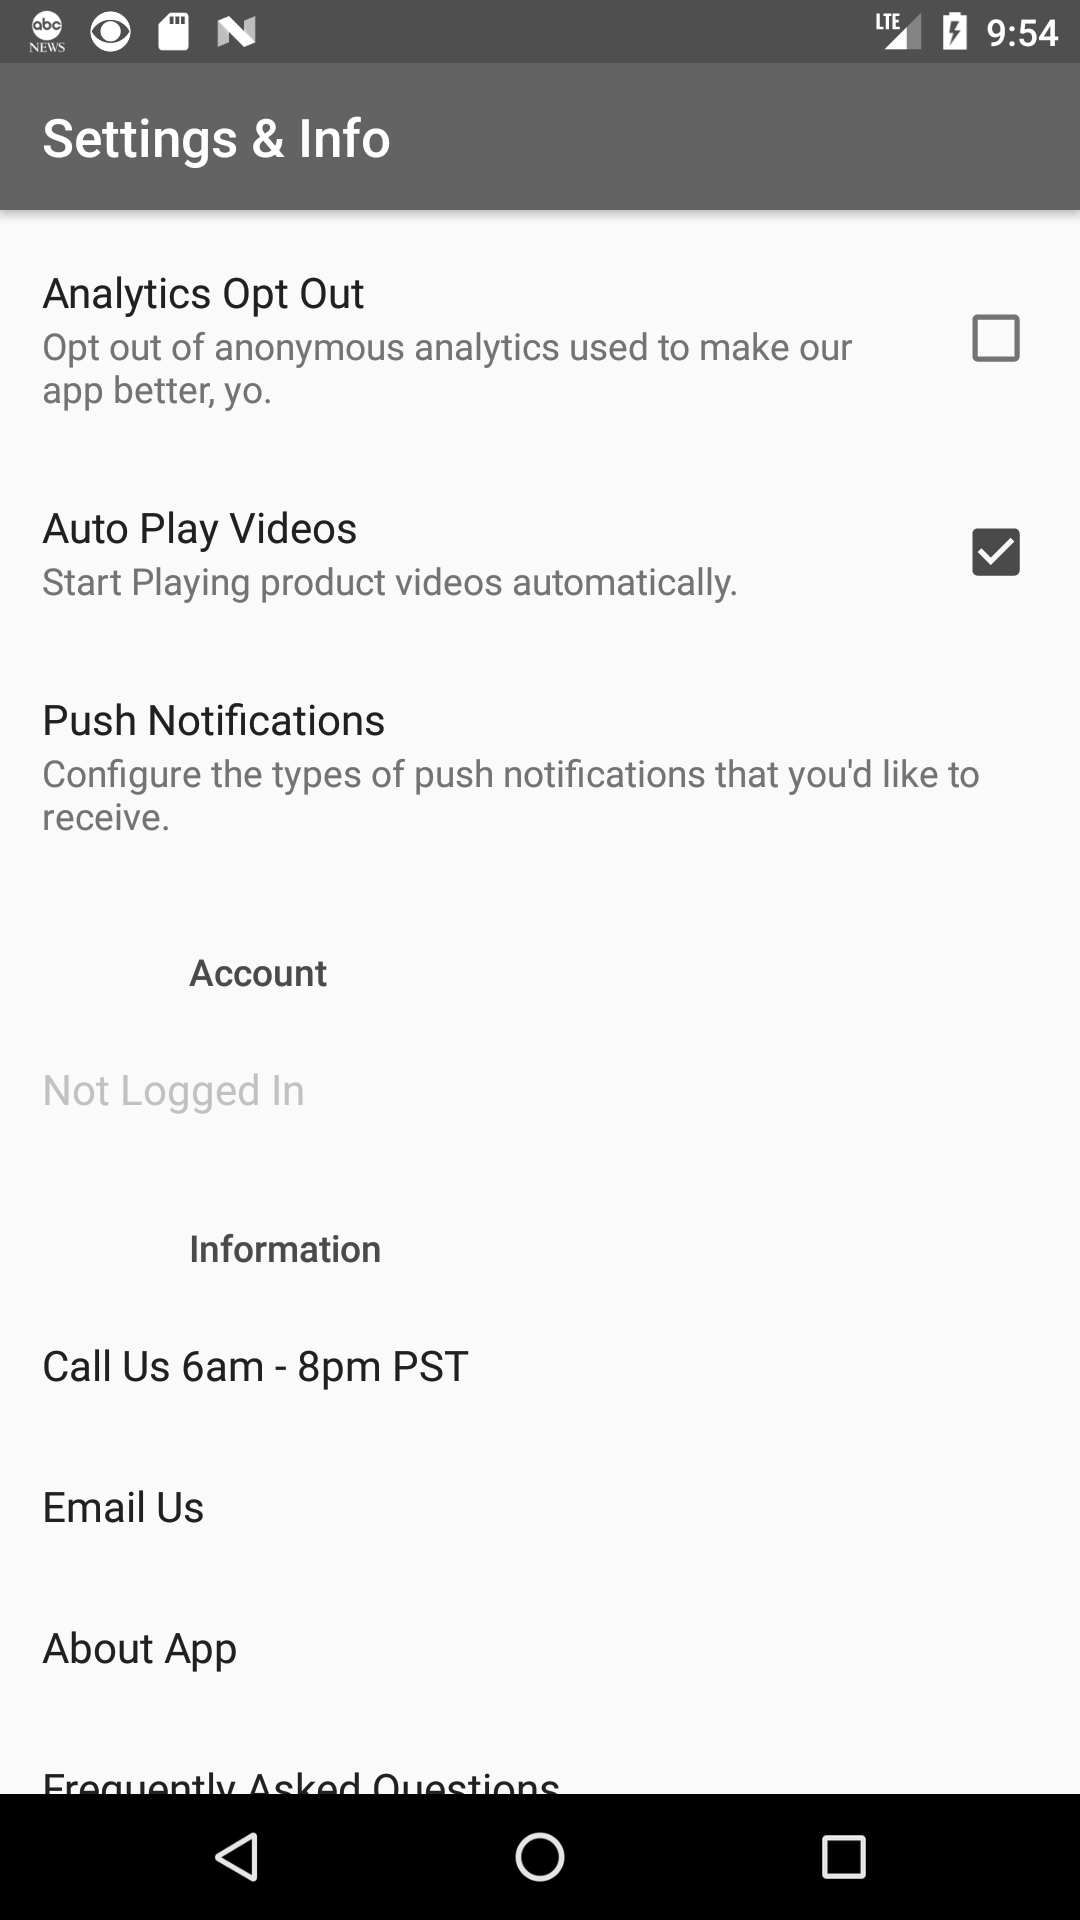 abc
NEWS
LTE
9:54
Settings & Info
Analytics Opt Out
Opt out of anonymous analytics used to make our
app better, yo.
Auto Play Videos
Start Playing product videos automatically.
Push Notifications
Configure the types of push notifications that you'd like to
receive.
Account
Not Logged In
Information
Call Us 6am - 8pm PST
Email Us
About App
Frequently Asked Questions